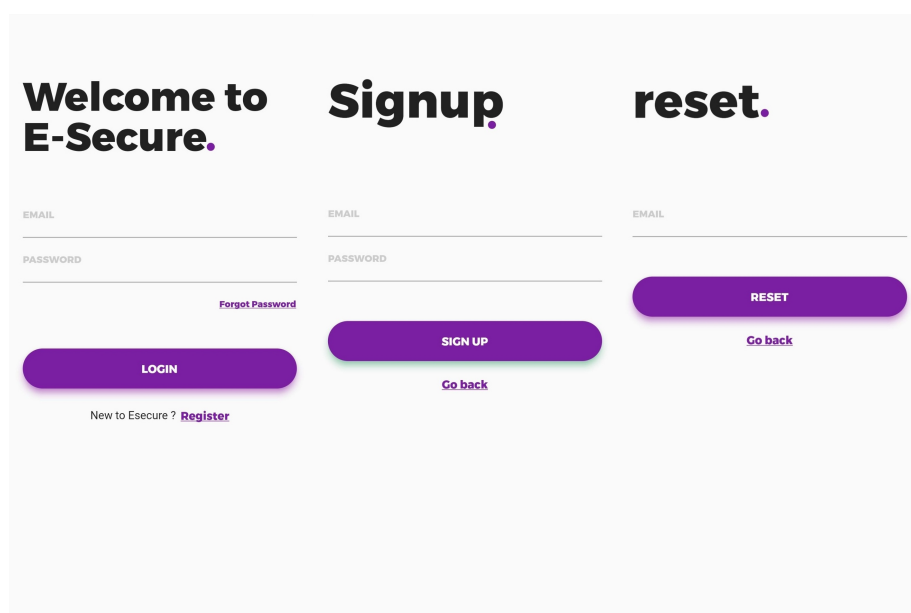 Welcome to
E-Secure.
EMAIL
PASSWORD
Forgot Password
LOGIN
New to Esecure ? Register
Signup.
EMAIL
PASSWORD
SIGN UP
Go back
reset.
EMAIL
RESET
Go back